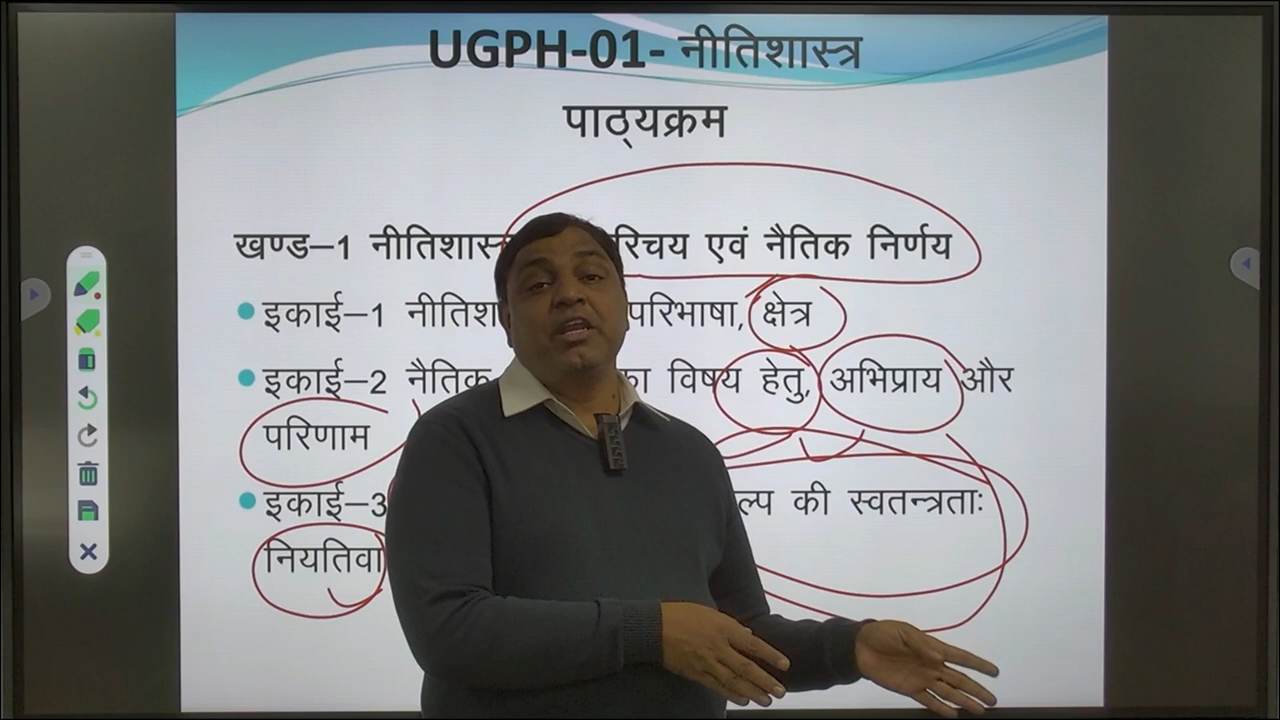 UGPH-01- नीतिशास्त्र
पाठ्यक्रम
खण्ड–1 परिचय एवं नैतिक निर्णय
इकाई–1 परिभाषा, क्षेत्र
इकाई–2 नैतिक का विषय हेतु, अभिप्राय और
परिणाम
इकाई–3 की स्वतन्त्रताः